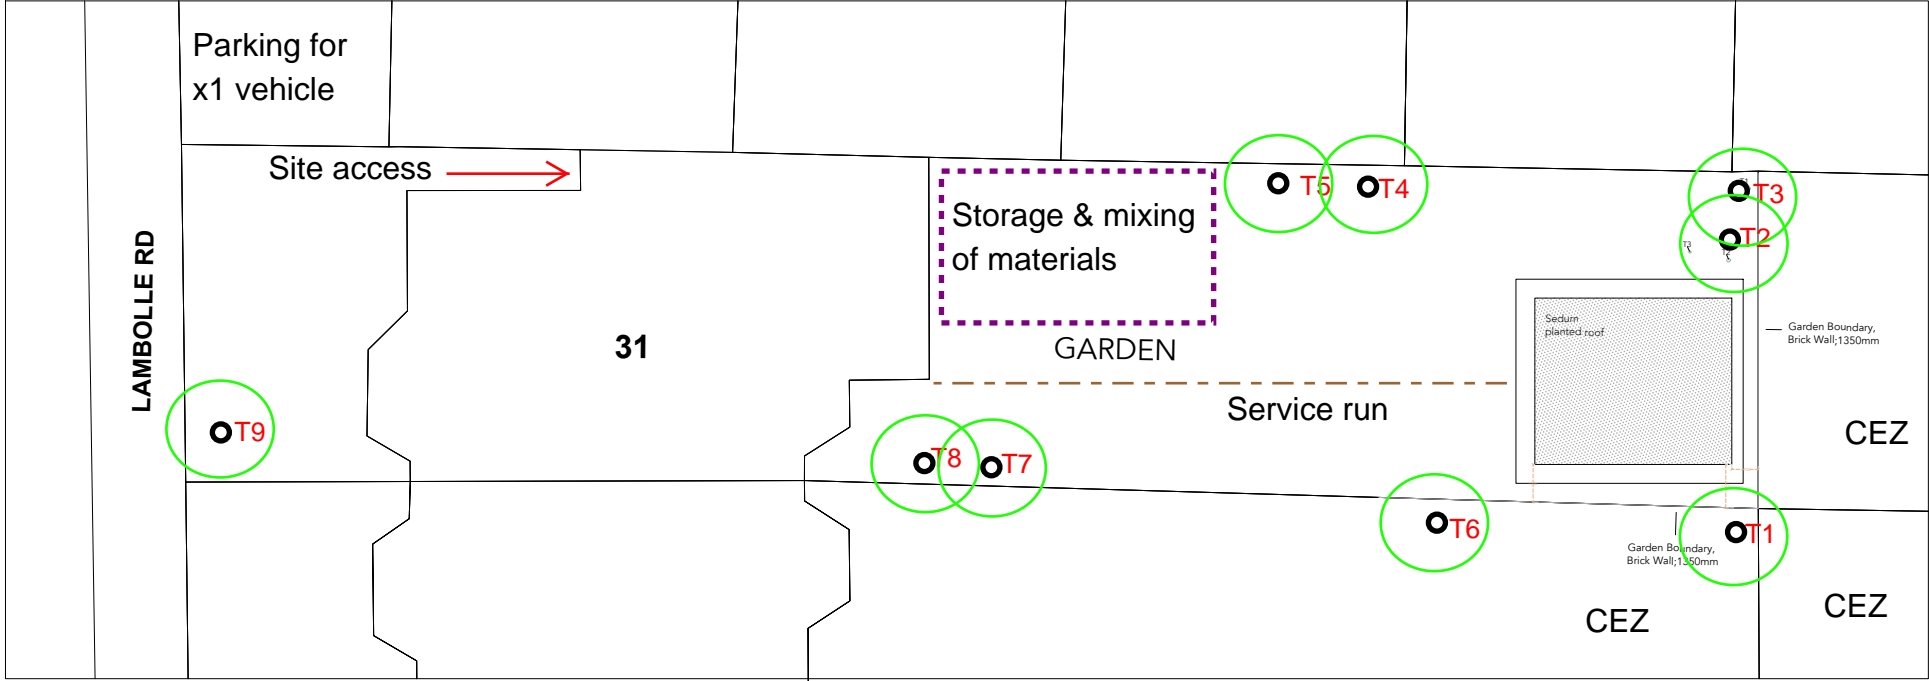 Parking for
x1 vehicle
Site access
LAMBOLLE RD
31
Storage & mixing
of materials
GARDEN
Service run
T5
T4
T3
T2
T3
Sedum
planted roof
Garden Boundary,
Brick Wall;1350mm
CEZ
T9
T8
T7
T6
T1
Garden Boundary,
Brick Wall;1350mm
CEZ
CEZ